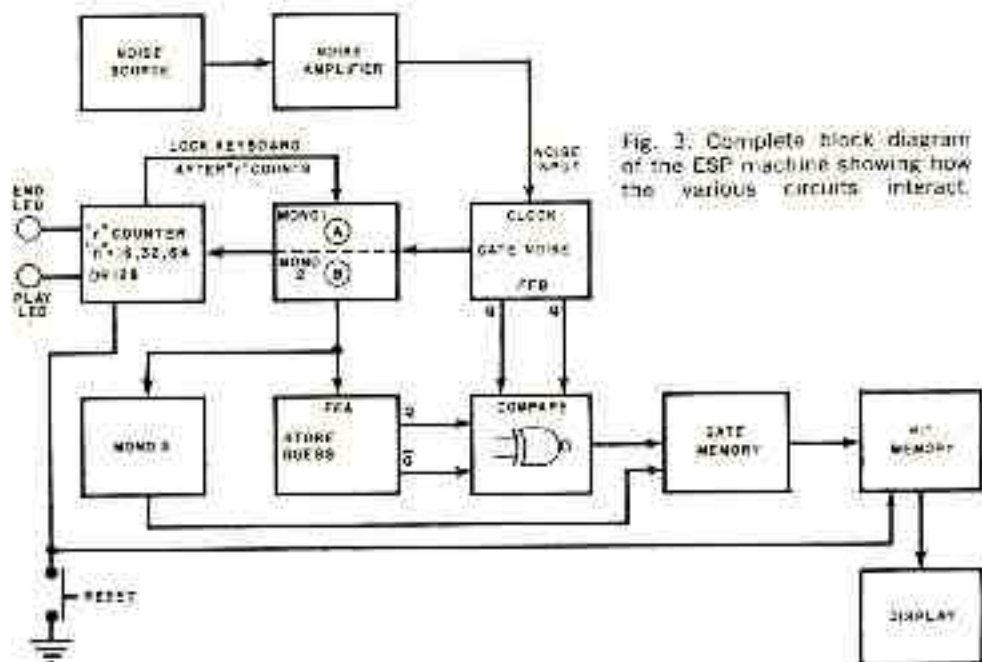 NOISE
SOURCE
NOISE
AMPLIFIER
Fig. 3. Complete block diagram
of the ESP machine showing how
the various circuits interact.
LOCK KEYBOARD
AFTER "r" COUNTS
NOISE
INPUT
END
LED
"r" COUNTER
"n"=16,32,64
OR 128
PLAY
LED
MONO 1
A
MONO
2
B
CLOCK
GATE NOISE
FFB
Q
Q̅
MONO 3
FFA
STORE
GUESS
Q
Q̅
COMPARE
GATE
MEMORY
HIT
MEMORY
RESET
DISPLAY